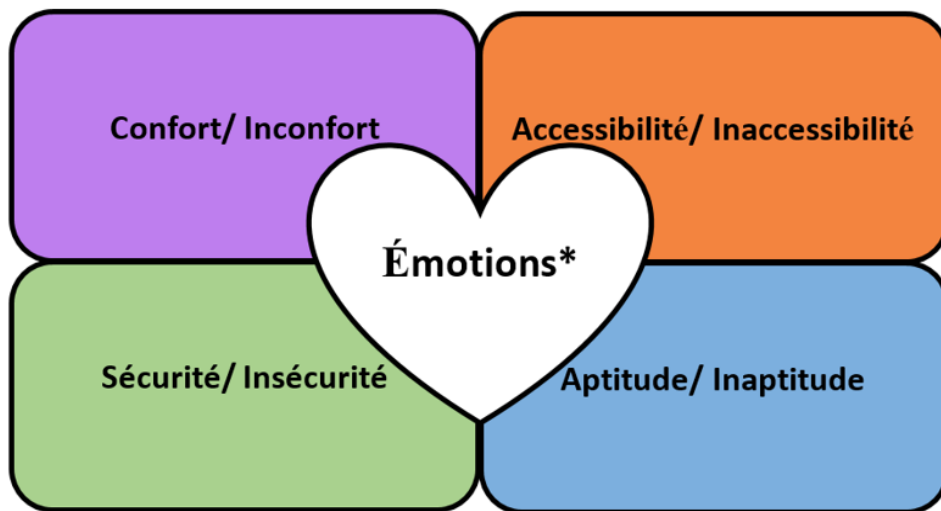 Confort/ Inconfort
Accessibilité/ Inaccessibilité
Émotions*
Sécurité/ Insécurité
Aptitude/ Inaptitude